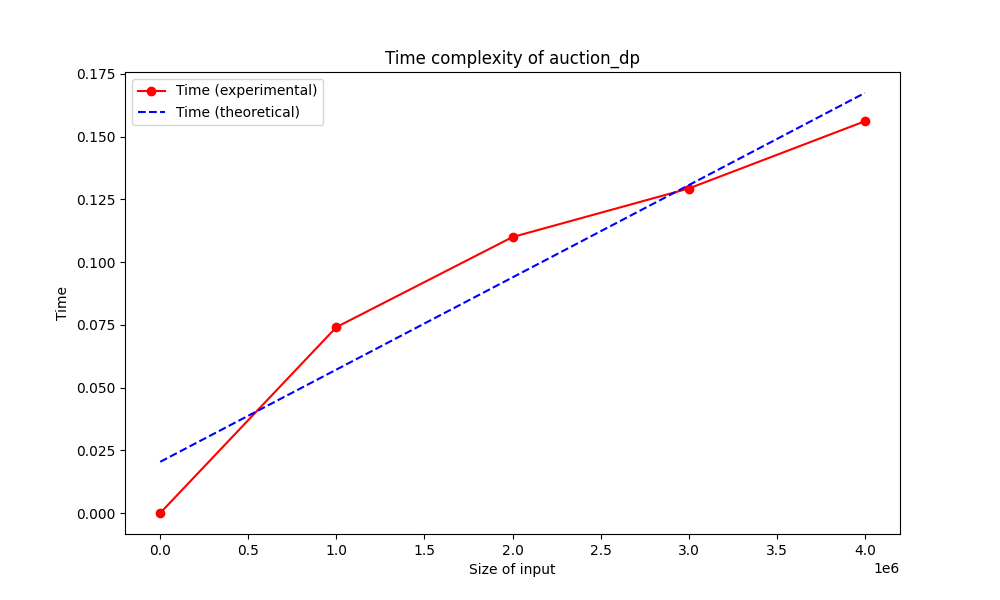 Time complexity of auction_dp
Time (experimental)
Time (theoretical)
0.175
0.150
0.125
0.100
0.075
0.050
0.025
0.000
Time
0.0 0.5 1.0 1.5 2.0 2.5 3.0 3.5 4.0
1e6
Size of input